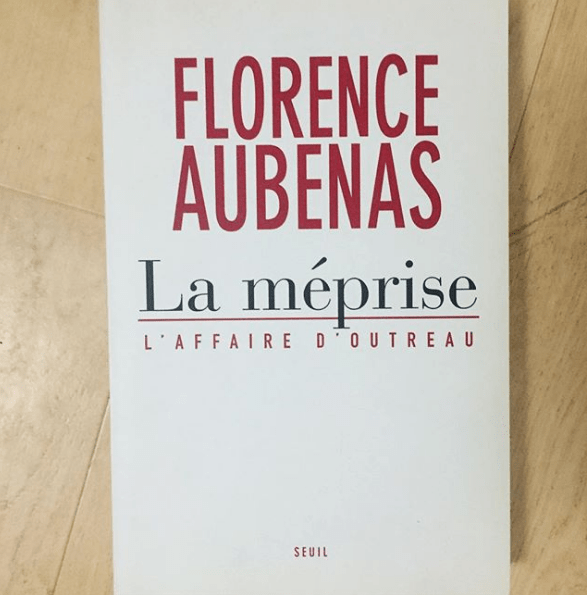 FLORENCE
AUBENAS
La méprise
L'AFFAIRE D'OUTREAU
SEUIL